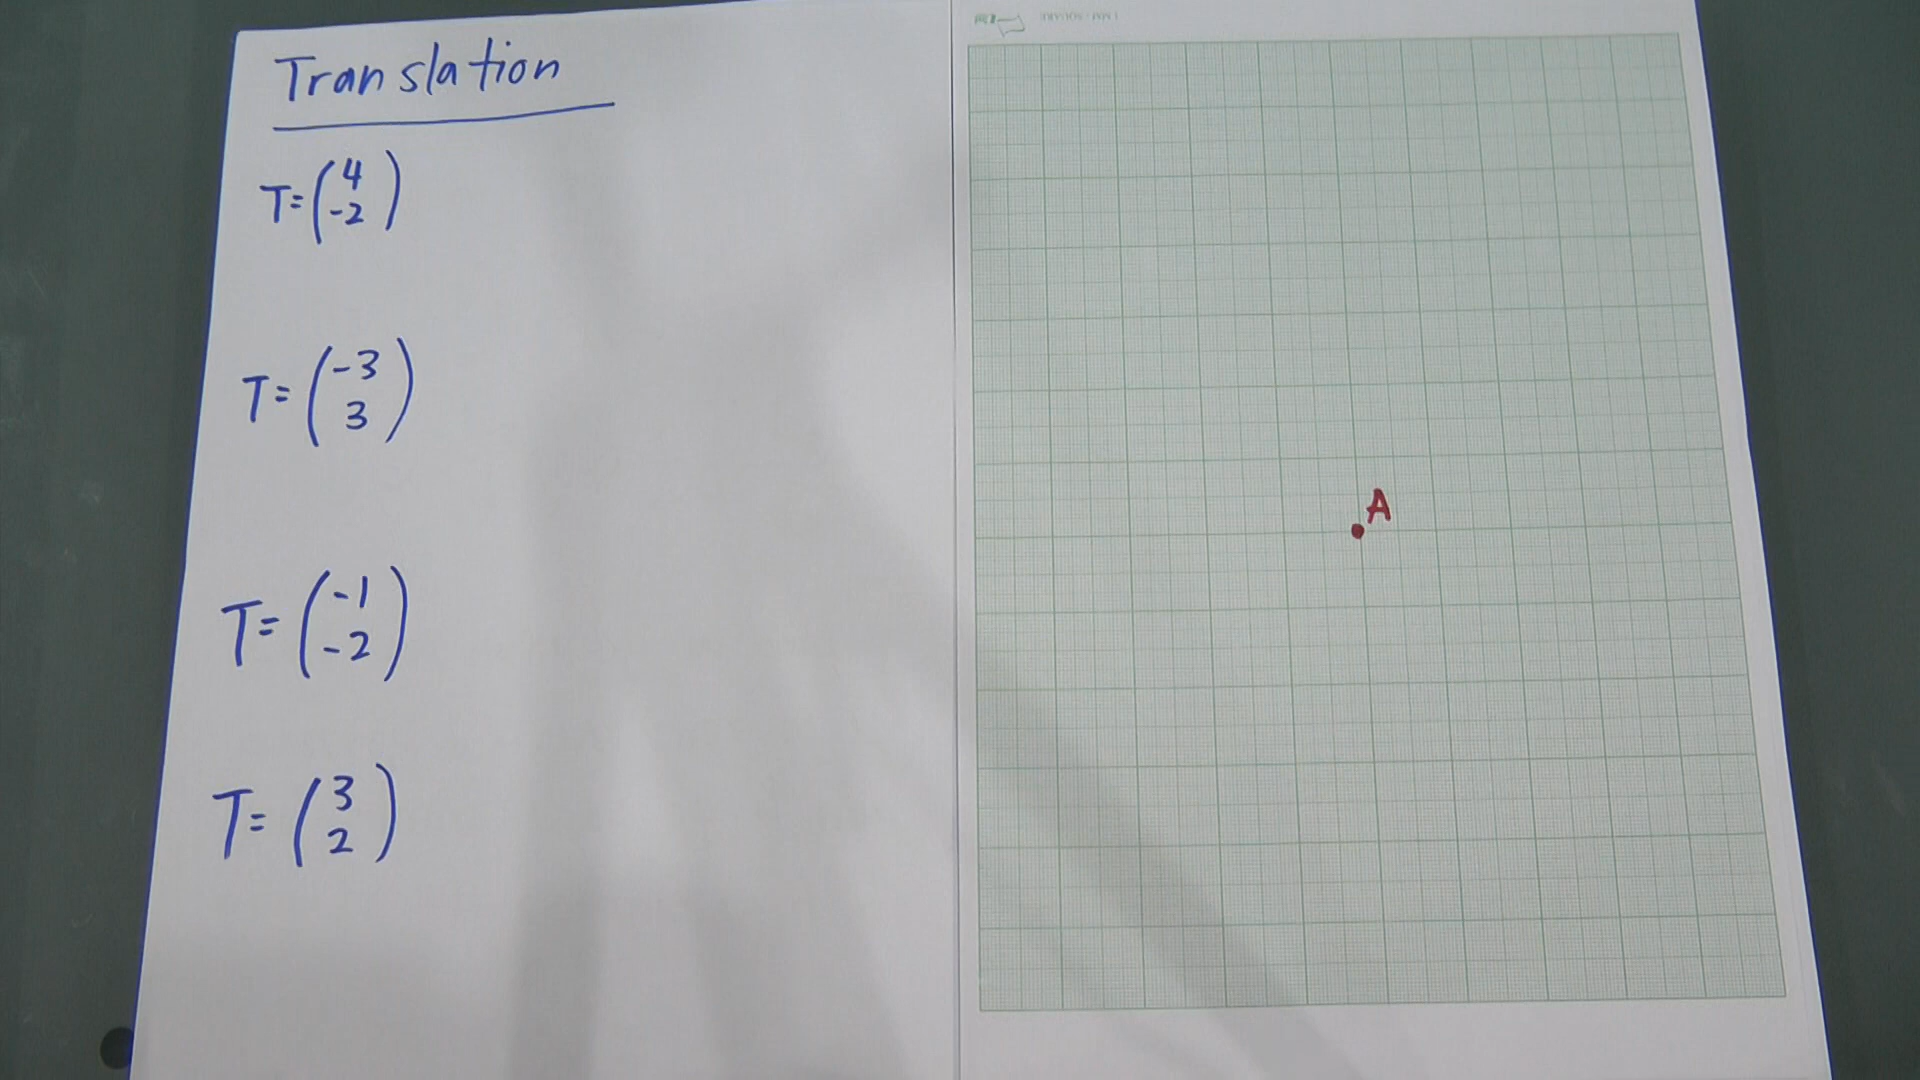 Translation
T=(4
-2)
T=(-3
3)
T=(-1
-2)
T=(3
2)
A